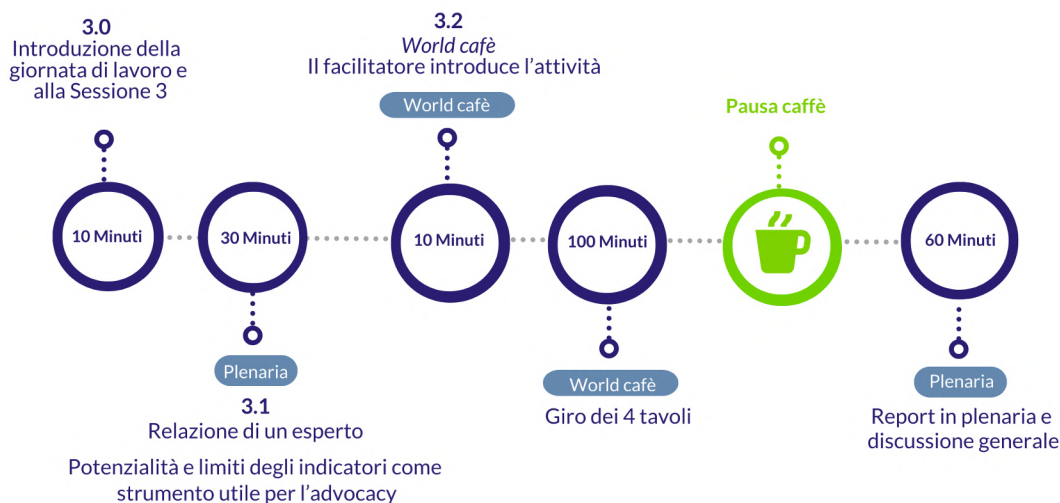 3.0
Introduzione della
giornata di lavoro e
alla Sessione 3
10 Minuti
30 Minuti
Plenaria
3.1
Relazione di un esperto
Potenzialità e limiti degli indicatori come
strumento utile per l'advocacy
3.2
World cafè
Il facilitatore introduce l'attività
World cafè
10 Minuti
100 Minuti
World cafè
Giro dei 4 tavoli
Pausa caffè
60 Minuti
Plenaria
Report in plenaria e
discussione generale